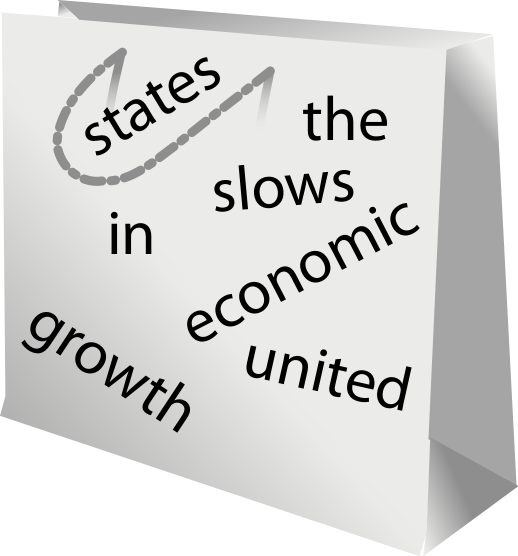 states
the
slows
in
economic
growth
united